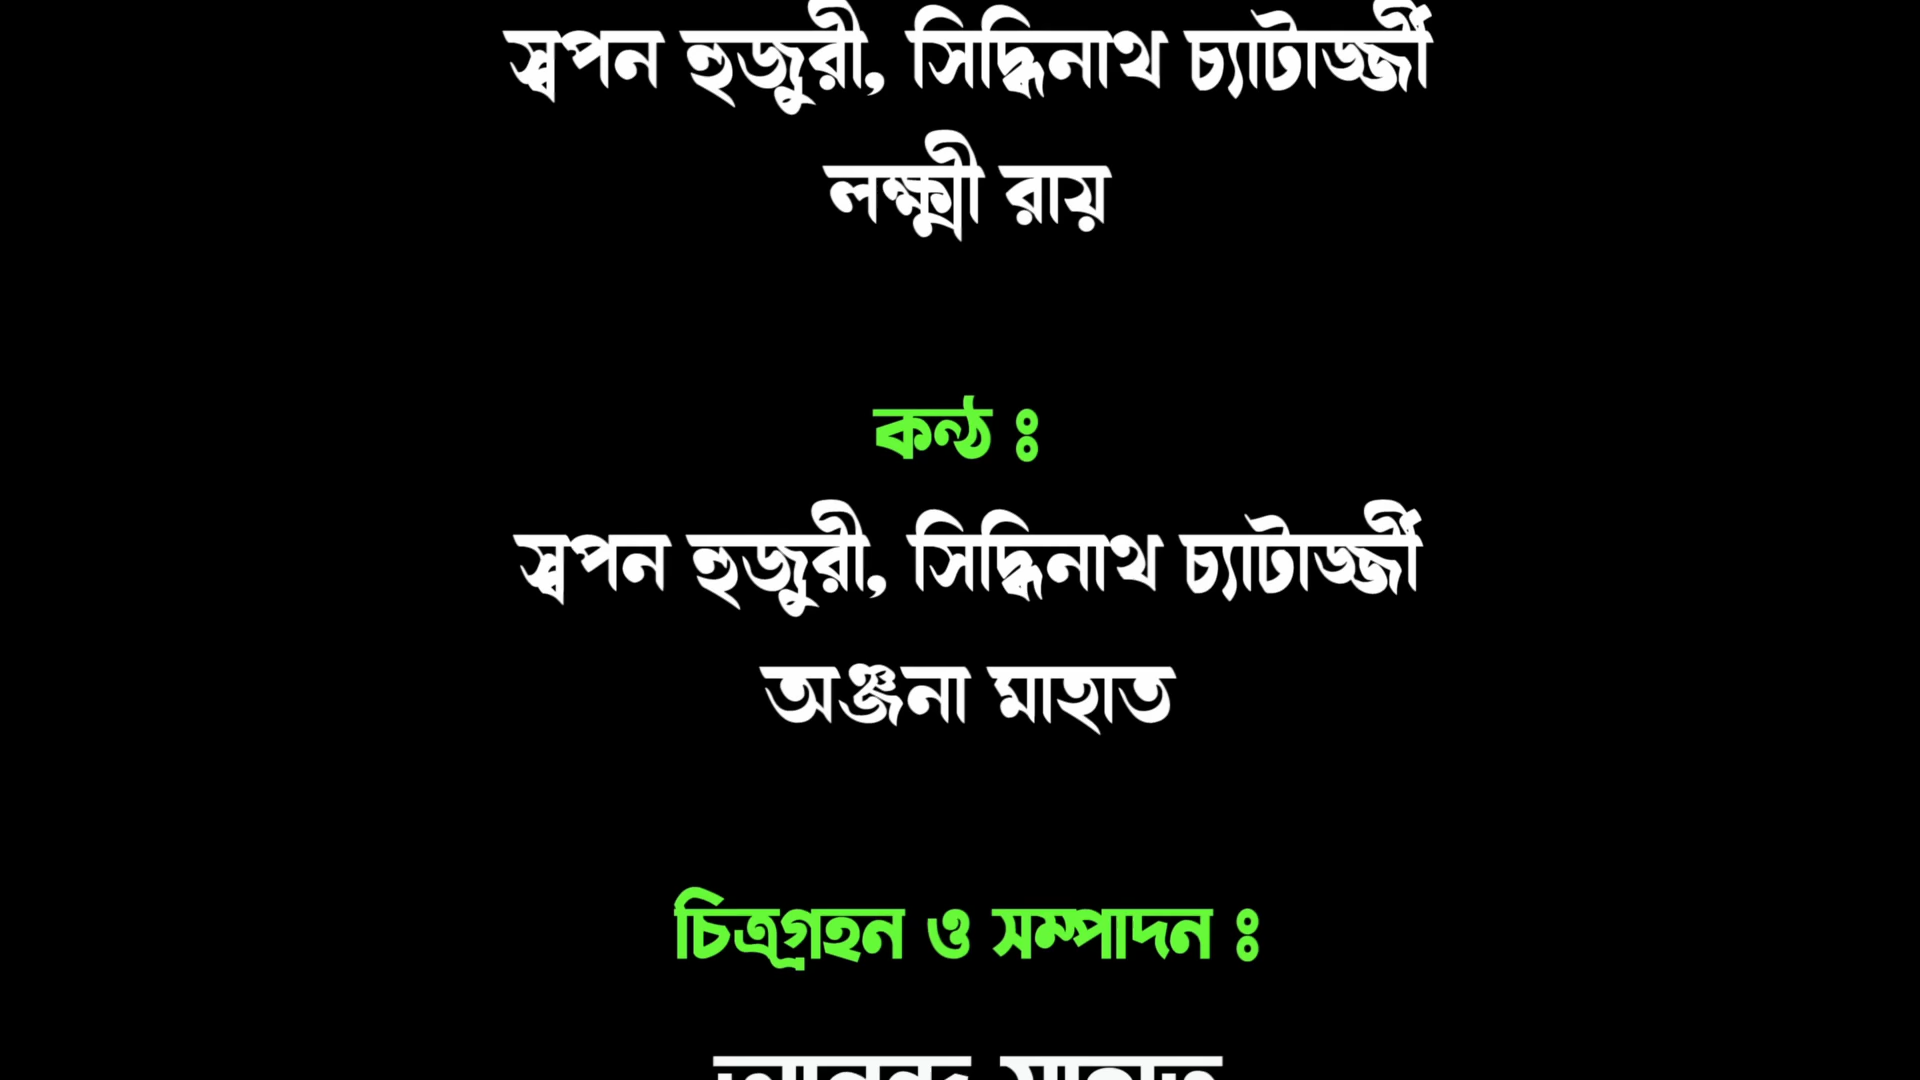 স্বপন হুজুরী, সিদ্ধিনাথ চ্যাটার্জ্জী
লক্ষ্মী রায়
কন্ঠ ঃ
স্বপন হুজুরী, সিদ্ধিনাথ চ্যাটার্জ্জী
অঞ্জনা মাহাত
চিত্রগ্রহন ও সম্পাদন ঃ